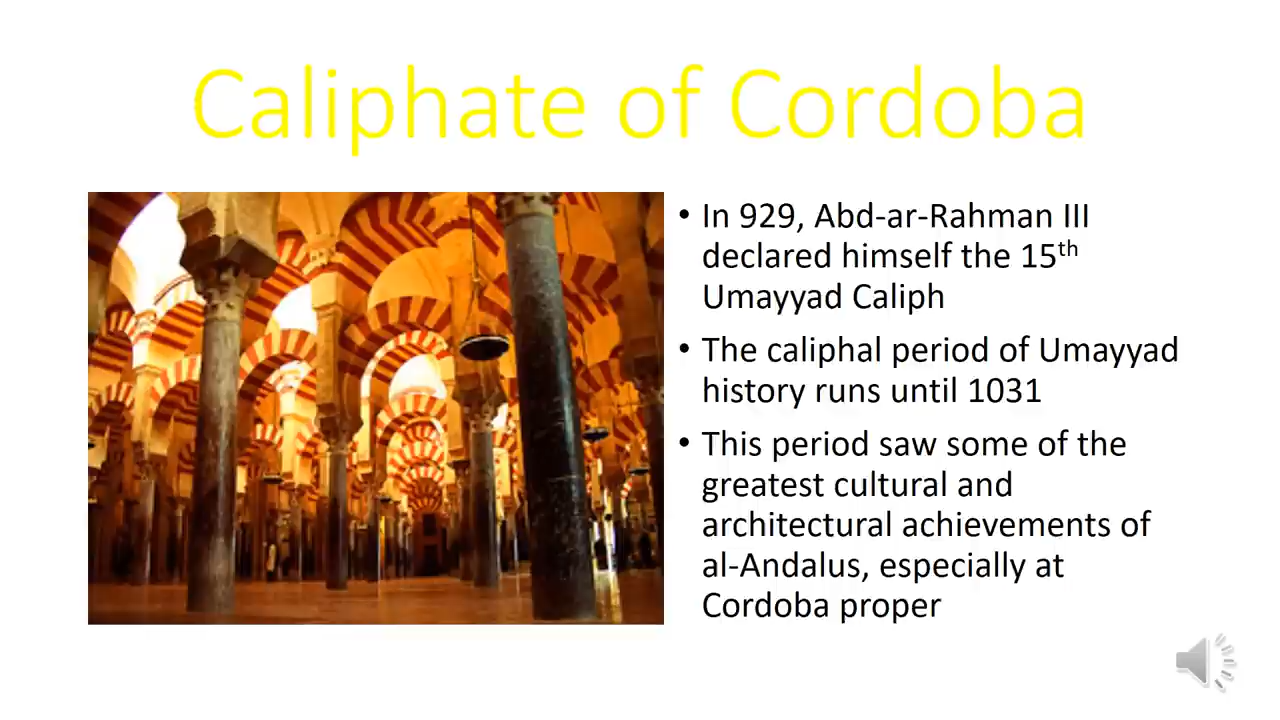 Caliphate of Cordoba
• In 929, Abd-ar-Rahman III
declared himself the 15th
Umayyad Caliph
• The caliphal period of Umayyad
history runs until 1031
• This period saw some of the
greatest cultural and
architectural achievements of
al-Andalus, especially at
Cordoba proper